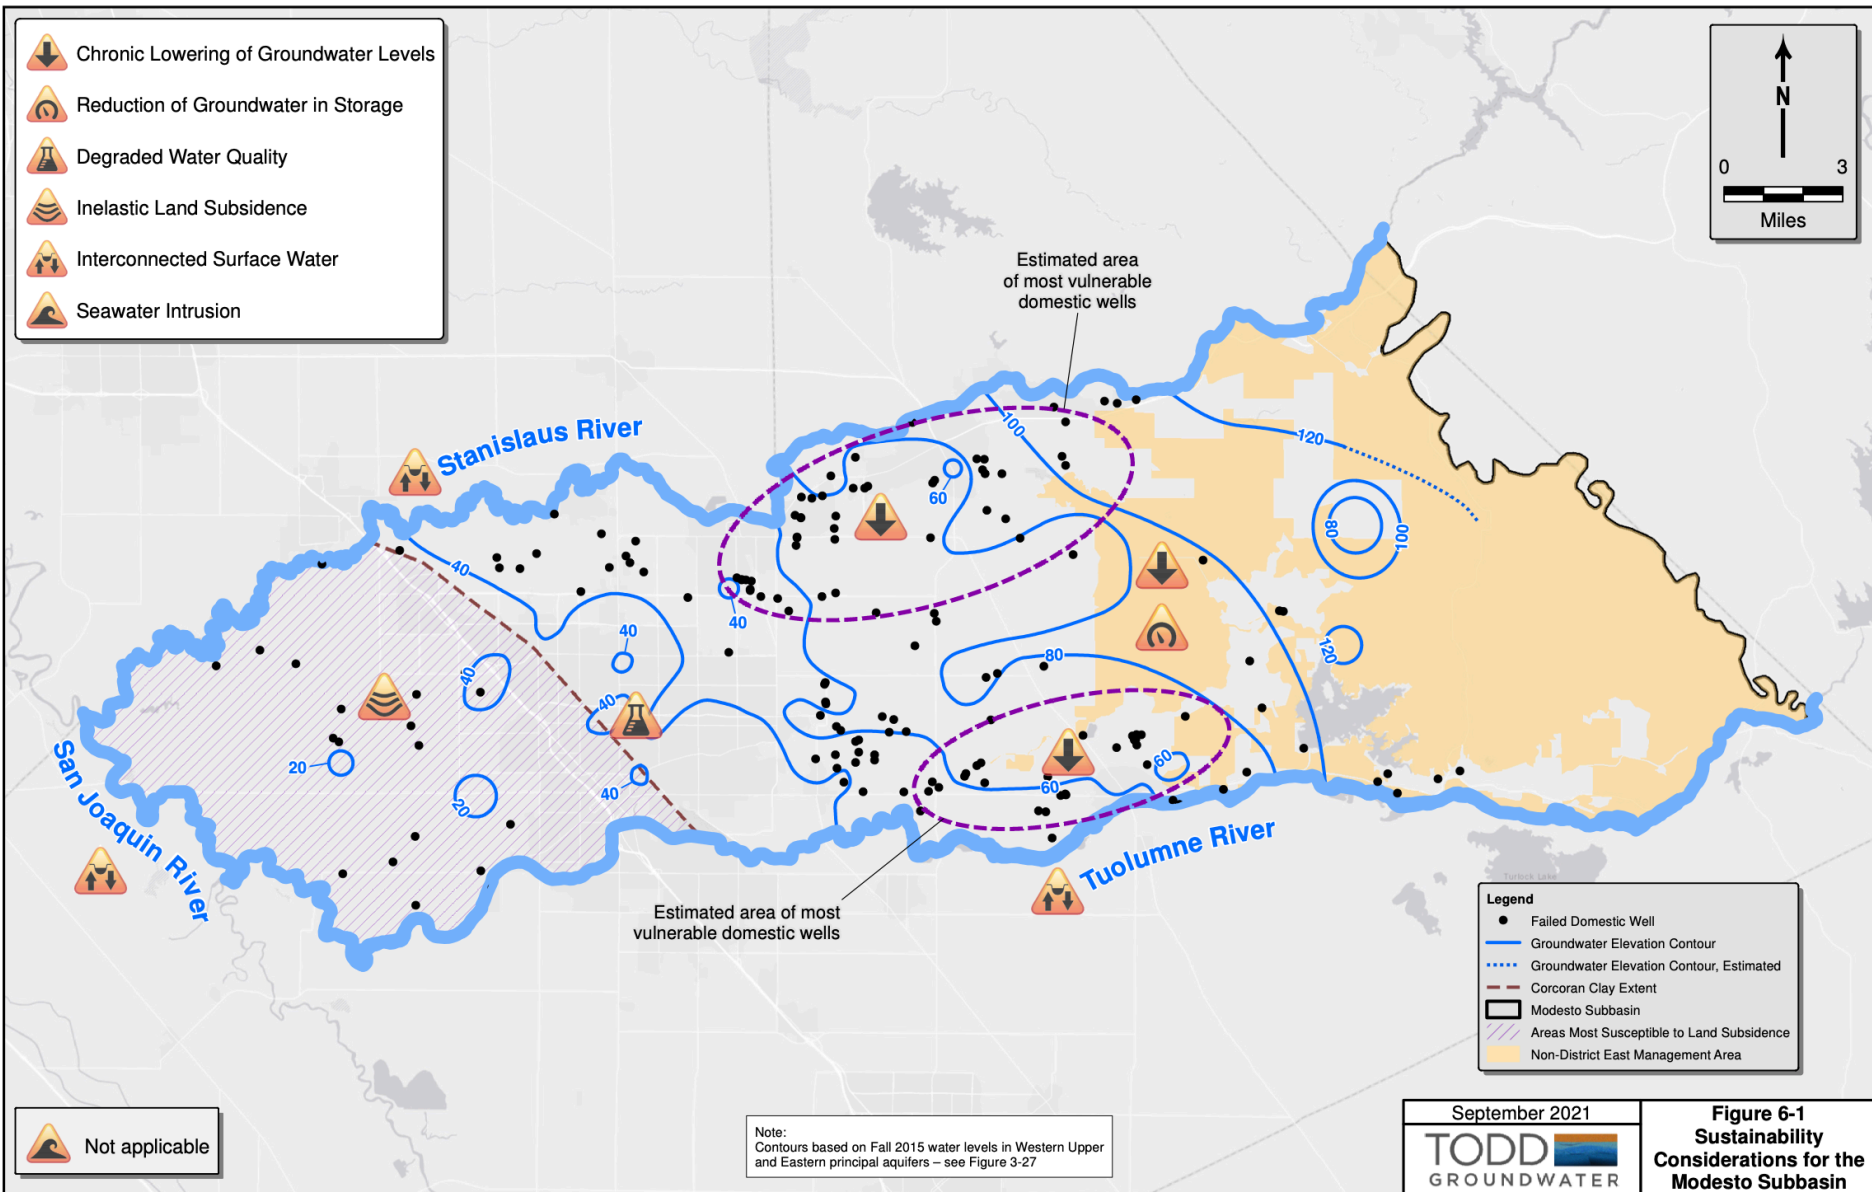 Chronic Lowering of Groundwater Levels
Reduction of Groundwater in Storage
Degraded Water Quality
Inelastic Land Subsidence
Interconnected Surface Water
Seawater Intrusion
N
0 3
Miles
Estimated area
of most vulnerable
domestic wells
Stanislaus River
100
120
60
80
100
40
40
40
120
80
40
40
20
20
40
60
60
San Joaquin River
Tuolumne River
Estimated area of most
vulnerable domestic wells
Turlock Lake
Legend
Failed Domestic Well
Groundwater Elevation Contour
Groundwater Elevation Contour, Estimated
Corcoran Clay Extent
Modesto Subbasin
Areas Most Susceptible to Land Subsidence
Non-District East Management Area
Not applicable
Note:
Contours based on Fall 2015 water levels in Western Upper
and Eastern principal aquifers – see Figure 3-27
September 2021
TODD
GROUNDWATER
Figure 6-1
Sustainability
Considerations for the
Modesto Subbasin